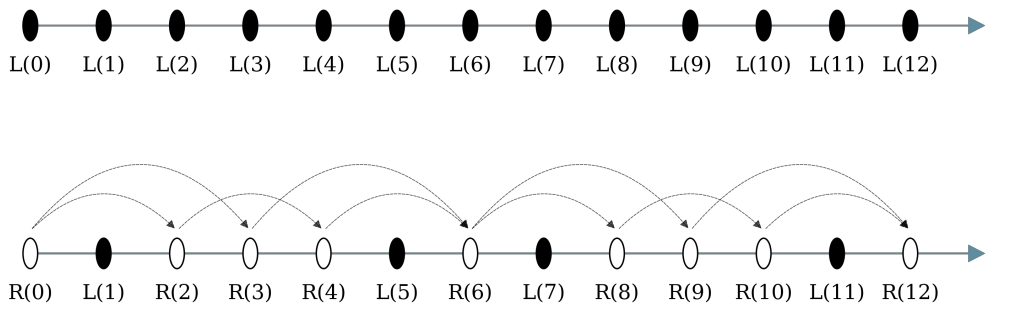 L(0) L(1) L(2) L(3) L(4) L(5) L(6) L(7) L(8) L(9) L(10) L(11) L(12)
R(0) L(1) R(2) R(3) R(4) L(5) R(6) L(7) R(8) R(9) R(10) L(11) R(12)